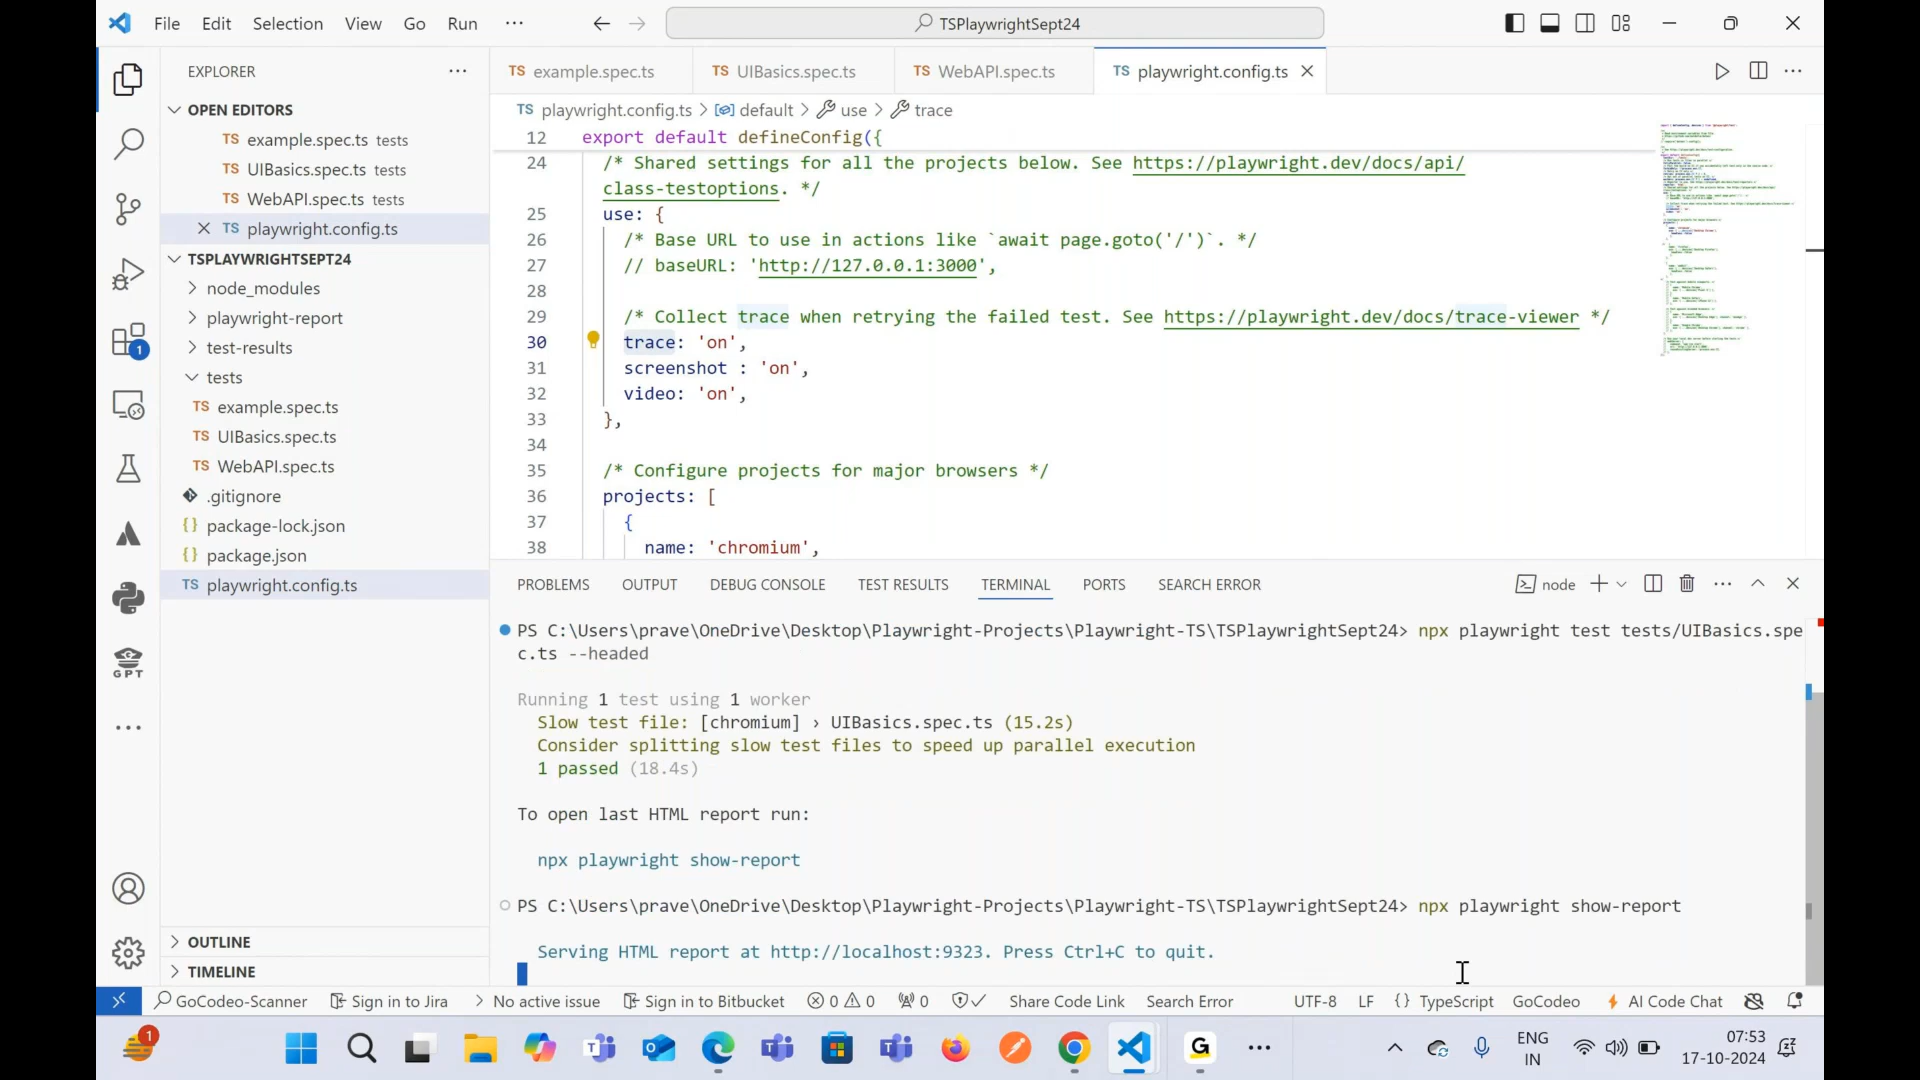 File Edit Selection View Go Run ···
TSPlaywrightSept24
EXPLORER
OPEN EDITORS
TS example.spec.ts tests
TS UIBasics.spec.ts tests
TS WebAPI.spec.ts tests
TS playwright.config.ts
TSPLAYWRIGHTSEPT24
node_modules
playwright-report
test-results
tests
TS example.spec.ts
TS UIBasics.spec.ts
TS WebAPI.spec.ts
.gitignore
{} package-lock.json
{} package.json
TS playwright.config.ts
OUTLINE
TIMELINE
1
GPT
TS example.spec.ts TS UIBasics.spec.ts TS WebAPI.spec.ts TS playwright.config.ts
TS playwright.config.ts > default > use > trace
12 export default defineConfig({
24 /* Shared settings for all the projects below. See https://playwright.dev/docs/api/
class-testoptions. */
25 use: {
26 /* Base URL to use in actions like `await page.goto('/')`. */
27 // baseURL: 'http://127.0.0.1:3000',
28
29 /* Collect trace when retrying the failed test. See https://playwright.dev/docs/trace-viewer */
30 trace: 'on',
31 screenshot : 'on',
32 video: 'on',
33 },
34
35 /* Configure projects for major browsers */
36 projects: [
37 {
38 name: 'chromium',
PROBLEMS OUTPUT DEBUG CONSOLE TEST RESULTS TERMINAL PORTS SEARCH ERROR
node
PS C:\Users\prave\OneDrive\Desktop\Playwright-Projects\Playwright-TS\TSPlaywrightSept24> npx playwright test tests/UIBasics.spe
c.ts --headed
Running 1 test using 1 worker
Slow test file: [chromium] › UIBasics.spec.ts (15.2s)
Consider splitting slow test files to speed up parallel execution
1 passed (18.4s)
To open last HTML report run:
npx playwright show-report
PS C:\Users\prave\OneDrive\Desktop\Playwright-Projects\Playwright-TS\TSPlaywrightSept24> npx playwright show-report
Serving HTML report at http://localhost:9323. Press Ctrl+C to quit.
GoCodeo-Scanner Sign in to Jira No active issue Sign in to Bitbucket 0 0 0 Share Code Link Search Error UTF-8 LF {} TypeScript GoCodeo AI Code Chat
1
ENG
IN
07:53
17-10-2024